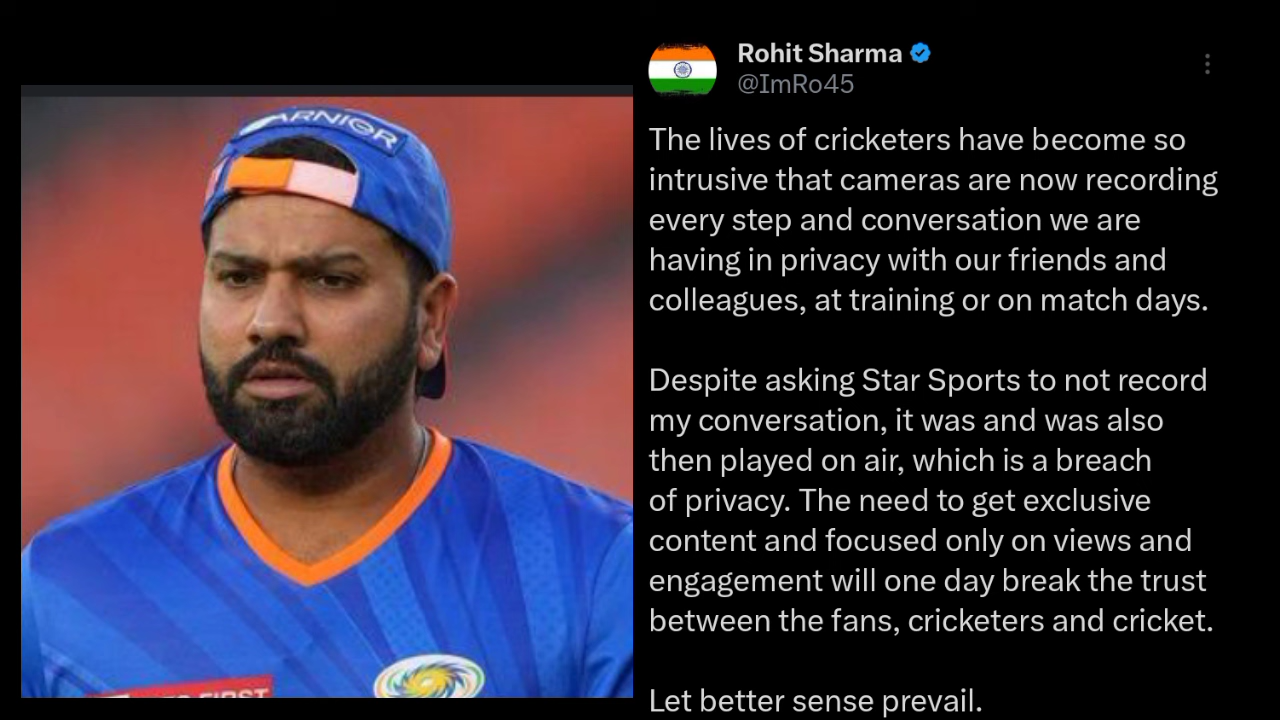 Rohit Sharma
@ImRo45
The lives of cricketers have become so
intrusive that cameras are now recording
every step and conversation we are
having in privacy with our friends and
colleagues, at training or on match days.
Despite asking Star Sports to not record
my conversation, it was and was also
then played on air, which is a breach
of privacy. The need to get exclusive
content and focused only on views and
engagement will one day break the trust
between the fans, cricketers and cricket.
Let better sense prevail.
FIRST